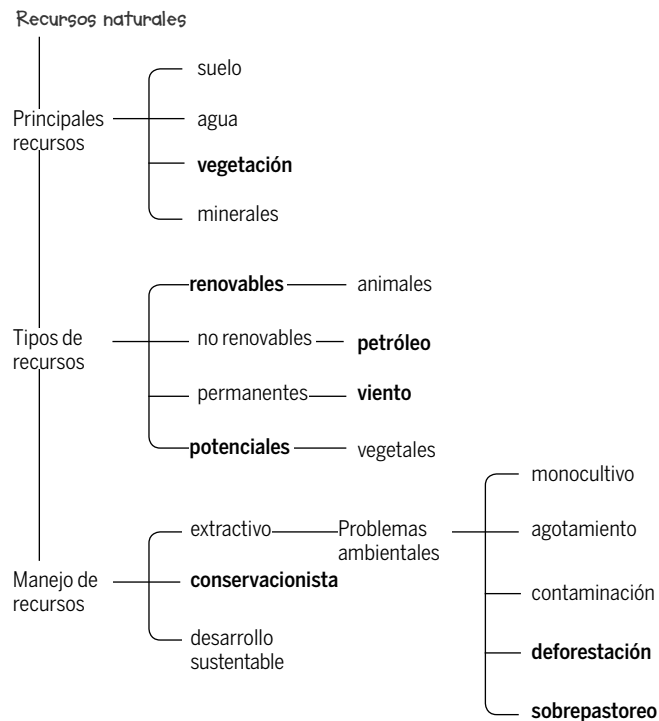 Recursos naturales
Principales
recursos
suelo
agua
vegetación
minerales
Tipos de
recursos
renovables
animales
no renovables
petróleo
permanentes
viento
potenciales
vegetales
Manejo de
recursos
extractivo
Problemas
ambientales
monocultivo
agotamiento
contaminación
deforestación
sobrepastoreo
conservacionista
desarrollo
sustentable